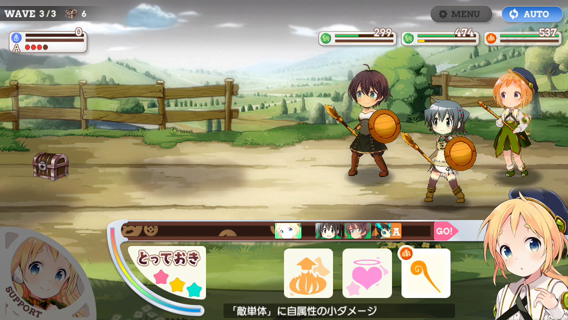 WAVE 3/3 6
MENU
AUTO
0
A
299
474
537
A
GO!
とっておき
SUPPORT
「敵単体」に自属性の小ダメージ